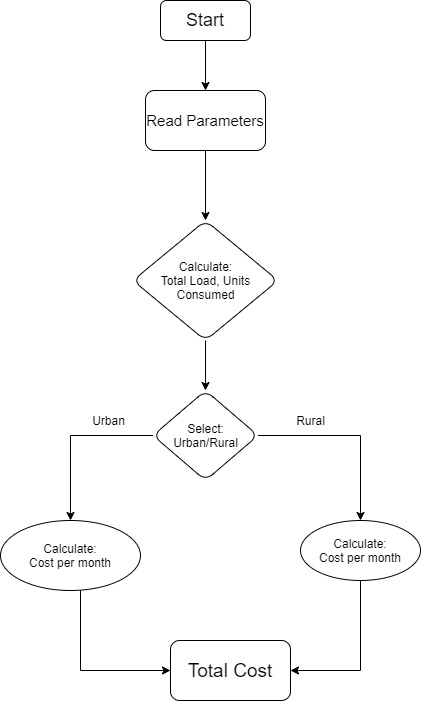 Start
Read Parameters
Calculate:
Total Load, Units
Consumed
Select:
Urban/Rural
Urban
Rural
Calculate:
Cost per month
Calculate:
Cost per month
Total Cost